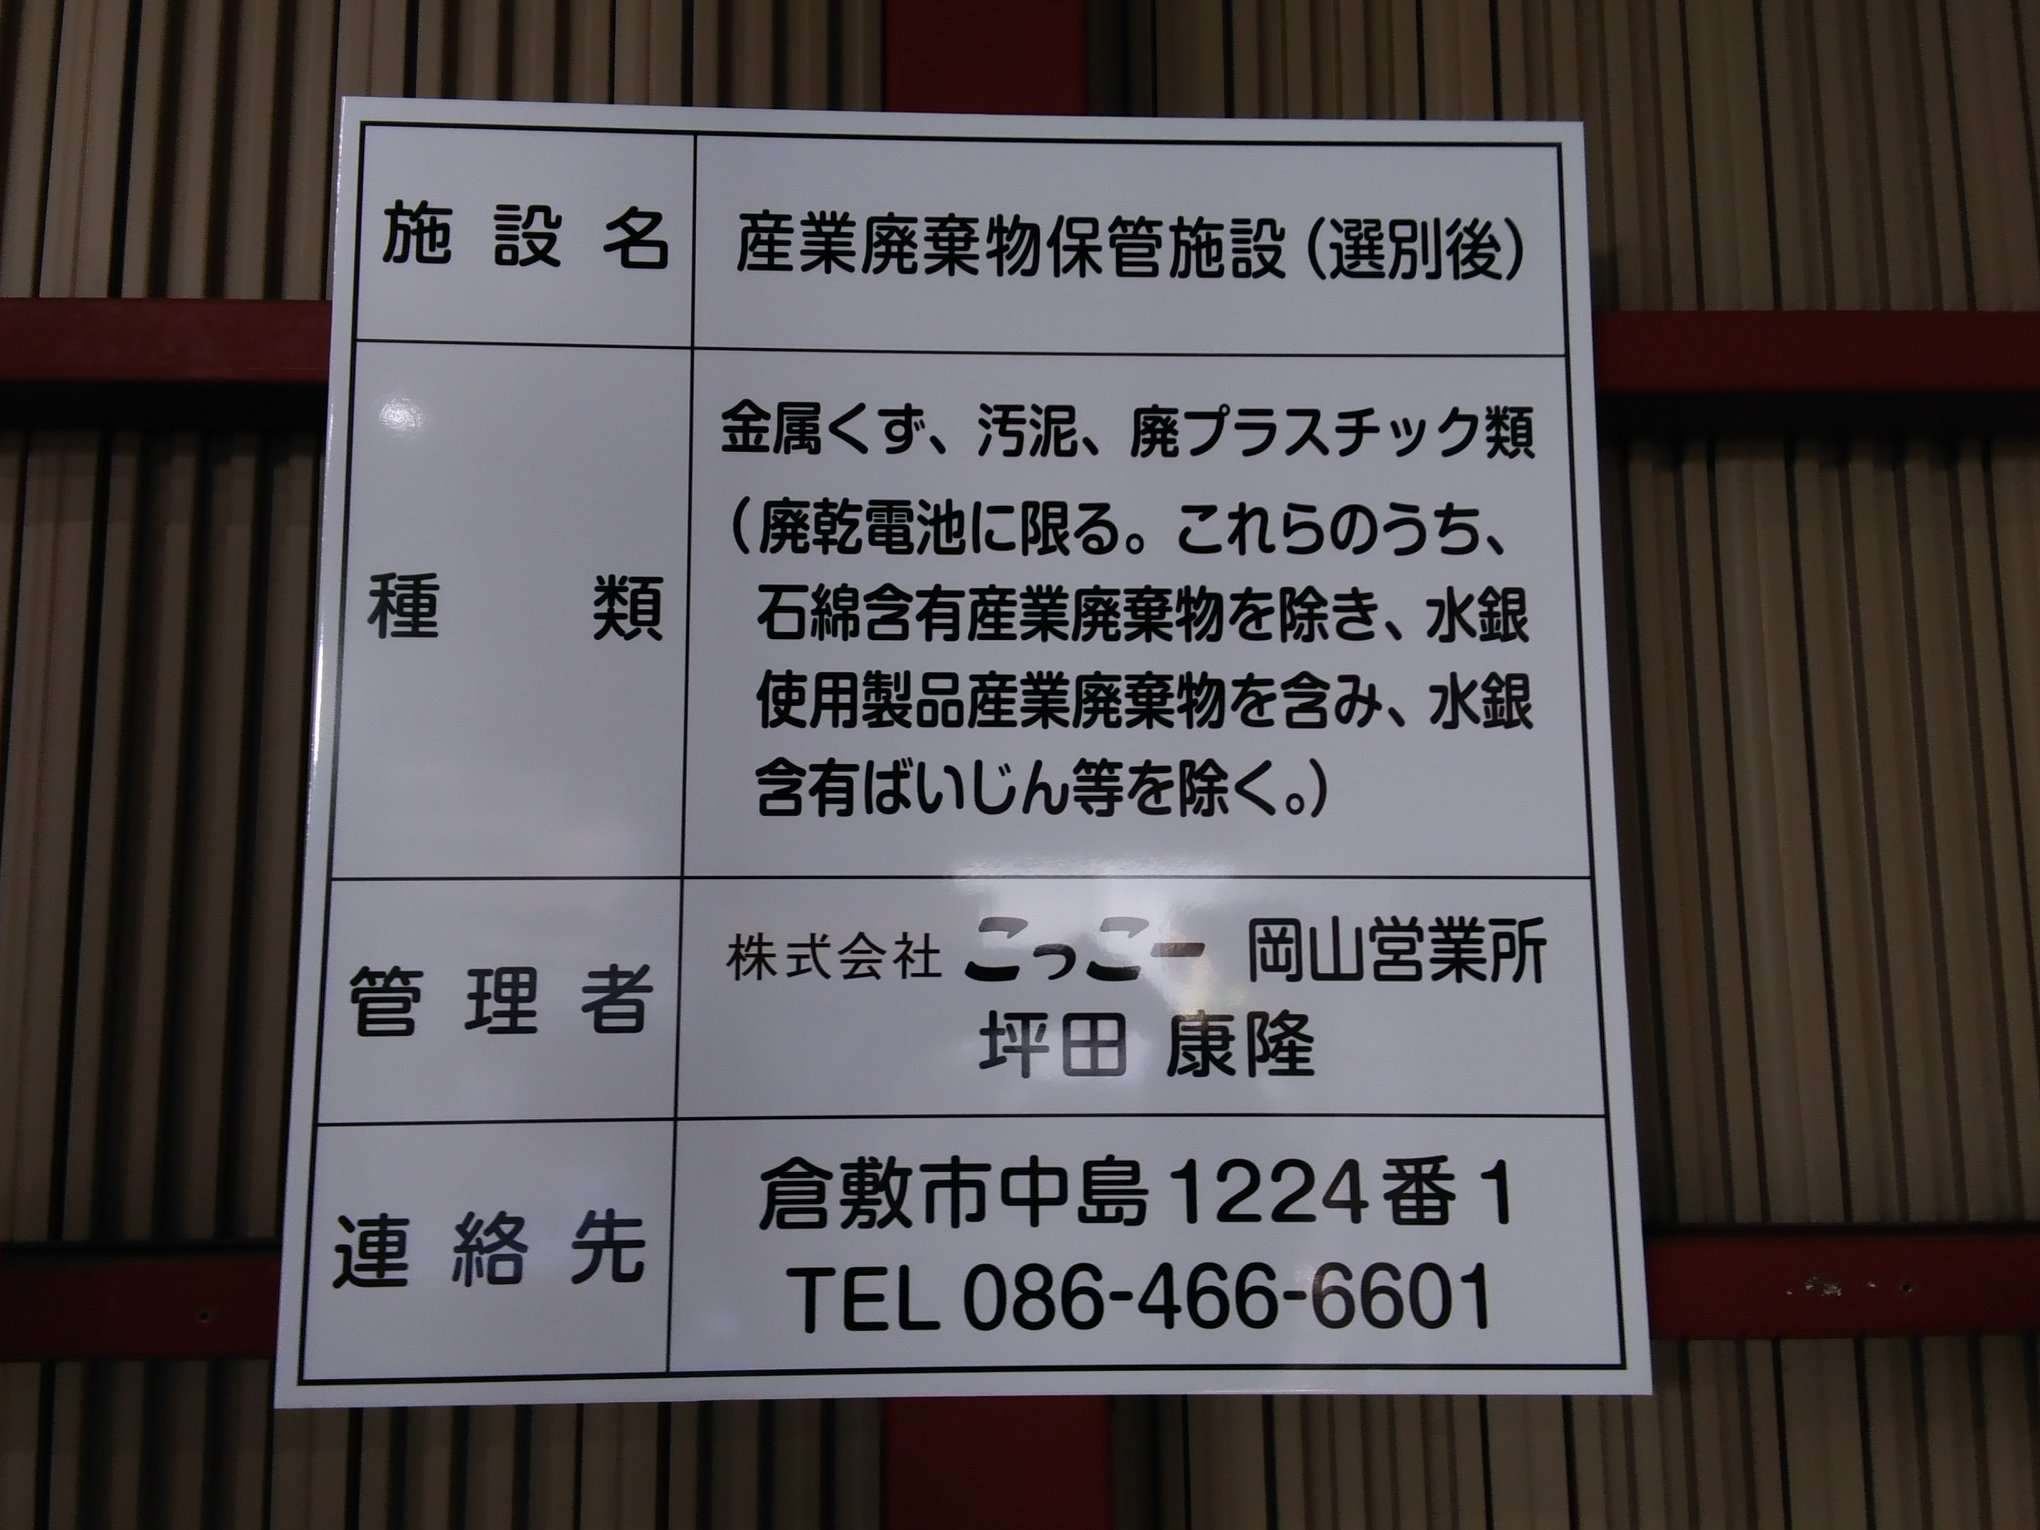 施設名 産業廃棄物保管施設（選別後）
種類 金属くず、汚泥、廃プラスチック類
（廃乾電池に限る。これらのうち、
石綿含有産業廃棄物を除き、水銀
使用製品産業廃棄物を含み、水銀
含有ばいじん等を除く。）
管理者 株式会社 こっこー 岡山営業所
坪田 康隆
連絡先 倉敷市中島1224番1
TEL 086-466-6601